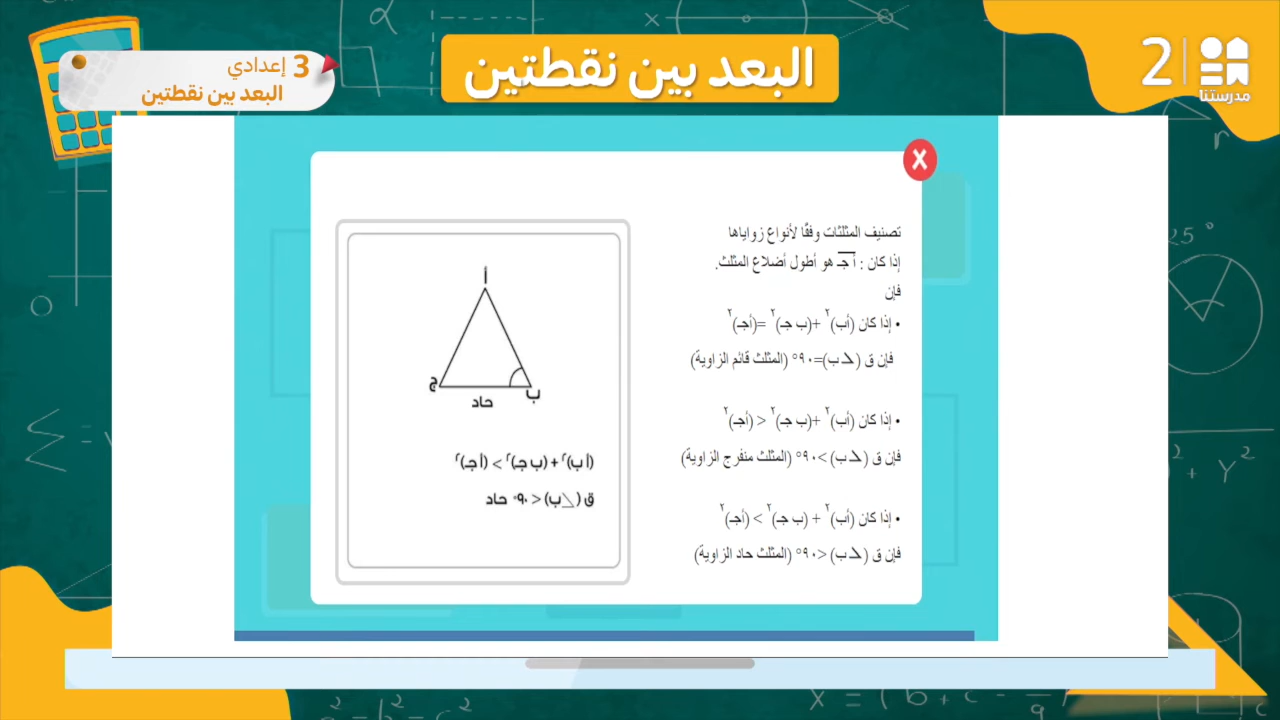 البعد بين نقطتين
3 إعدادي
البعد بين نقطتين
2
مدرستنا
تصنيف المثلثات وفقًا لأنواع زواياها
إذا كان : أجـ هو أطول أضلاع المثلث.
فإن
• إذا كان (أب)٢ +(ب جـ)٢ =(أجـ)٢
فإن ق (ﮯ ب)=٩٠° (المثلث قائم الزاوية)
• إذا كان (أب)٢ +(ب جـ)٢ > (أجـ)٢
فإن ق (ﮯ ب) <٩٠° (المثلث منفرج الزاوية)
• إذا كان (أب)٢ + (ب جـ)٢ < (أجـ)٢
فإن ق (ﮯ ب) >٩٠° (المثلث حاد الزاوية)
أ
ج
ب
حاد
(أ ب)٢ + (ب جـ)٢ < (أ جـ)٢
ق (ﮯب) > ٩٠° حاد